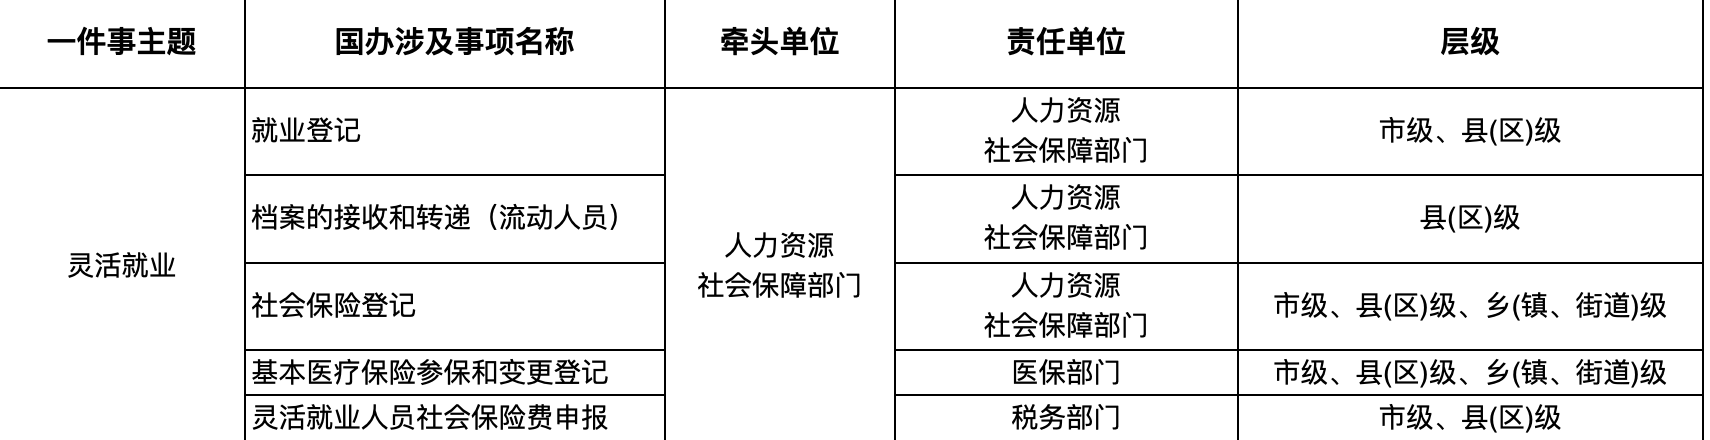 一件事主题 国办涉及事项名称 牵头单位 责任单位 层级
灵活就业
就业登记
人力资源
社会保障部门
人力资源
社会保障部门
市级、县(区)级
档案的接收和转递（流动人员）
人力资源
社会保障部门
县(区)级
社会保险登记
人力资源
社会保障部门
市级、县(区)级、乡(镇、街道)级
基本医疗保险参保和变更登记
医保部门
市级、县(区)级、乡(镇、街道)级
灵活就业人员社会保险费申报
税务部门
市级、县(区)级